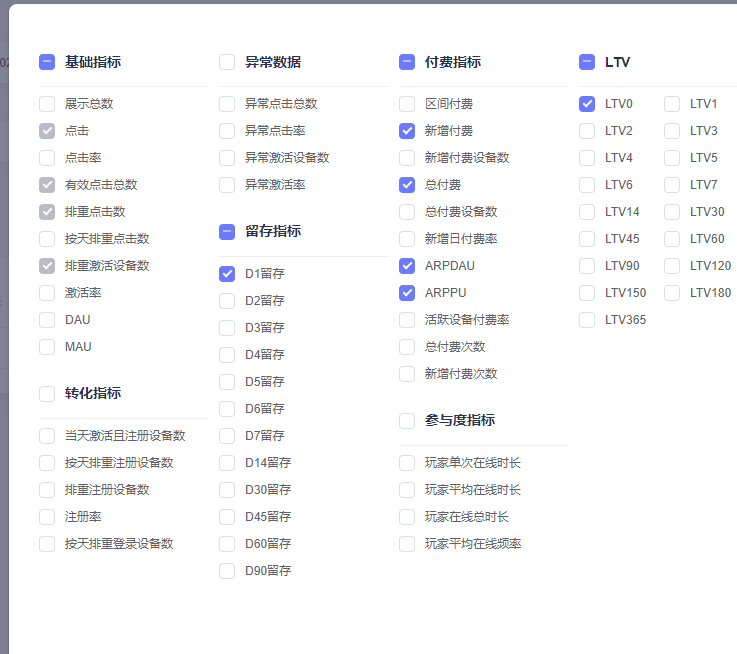 基础指标
展示总数
点击
点击率
有效点击总数
排重点击数
按天排重点击数
排重激活设备数
激活率
DAU
MAU
转化指标
当天激活且注册设备数
按天排重注册设备数
排重注册设备数
注册率
按天排重登录设备数
异常数据
异常点击总数
异常点击率
异常激活设备数
异常激活率
留存指标
D1留存
D2留存
D3留存
D4留存
D5留存
D6留存
D7留存
D14留存
D30留存
D45留存
D60留存
D90留存
付费指标
区间付费
新增付费
新增付费设备数
总付费
总付费设备数
新增日付费率
ARPDAU
ARPPU
活跃设备付费率
总付费次数
新增付费次数
参与度指标
玩家单次在线时长
玩家平均在线时长
玩家在线总时长
玩家平均在线频率
LTV
LTV0 LTV1
LTV2 LTV3
LTV4 LTV5
LTV6 LTV7
LTV14 LTV30
LTV45 LTV60
LTV90 LTV120
LTV150 LTV180
LTV365